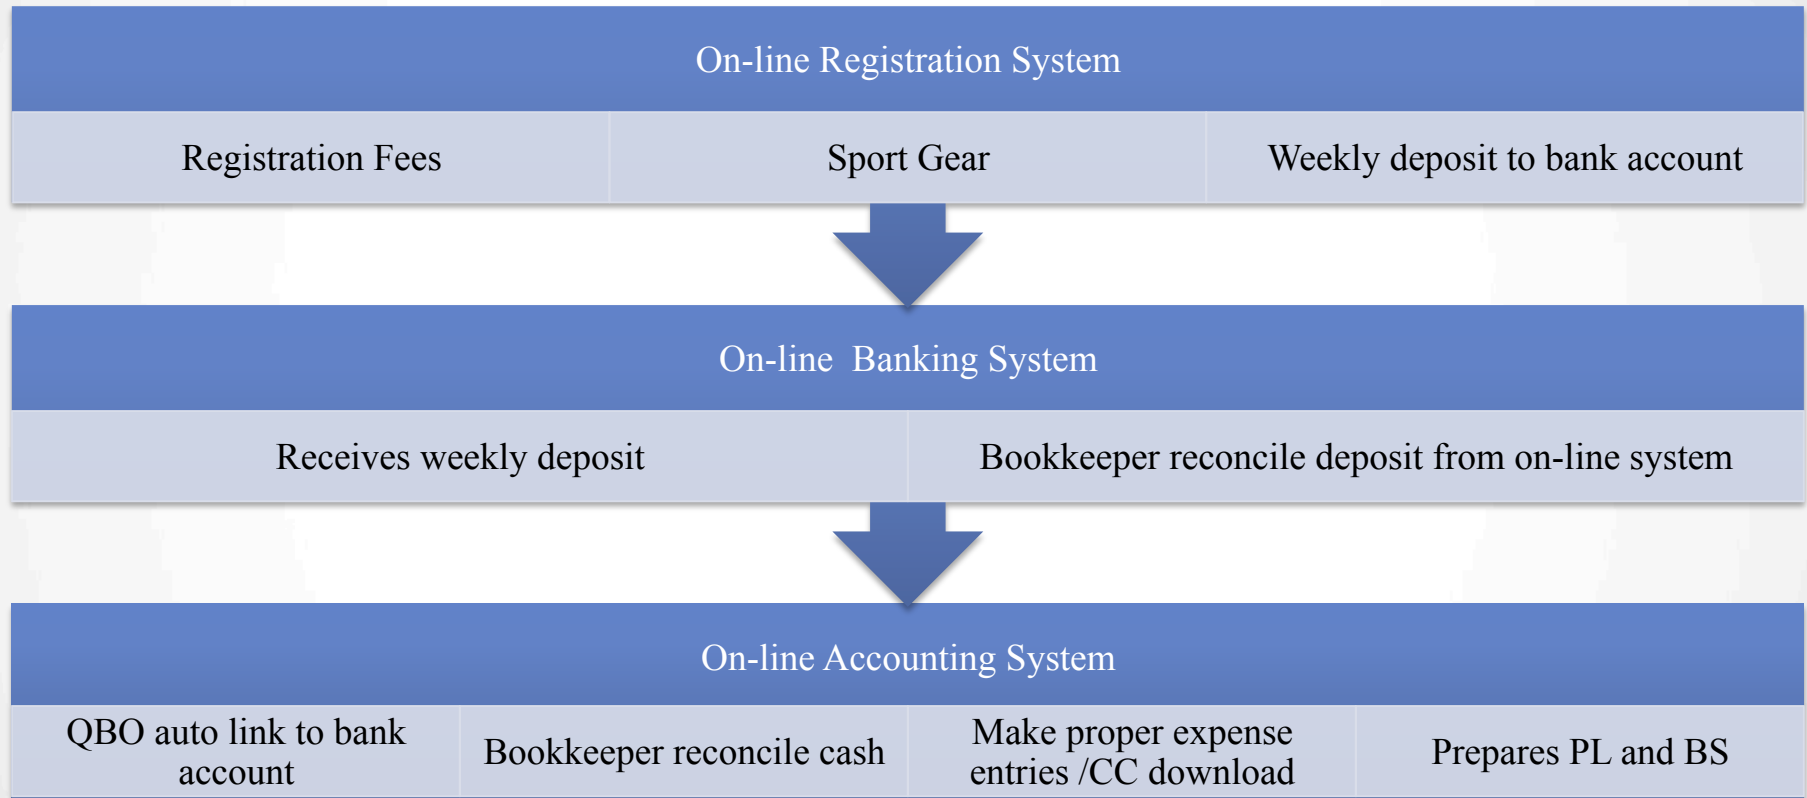 On-line Registration System
Registration Fees
Sport Gear
Weekly deposit to bank account
On-line  Banking System
Receives weekly deposit
Bookkeeper reconcile deposit from on-line system
On-line Accounting System
QBO auto link to bank
account
Bookkeeper reconcile cash
Make proper expense
entries /CC download
Prepares PL and BS